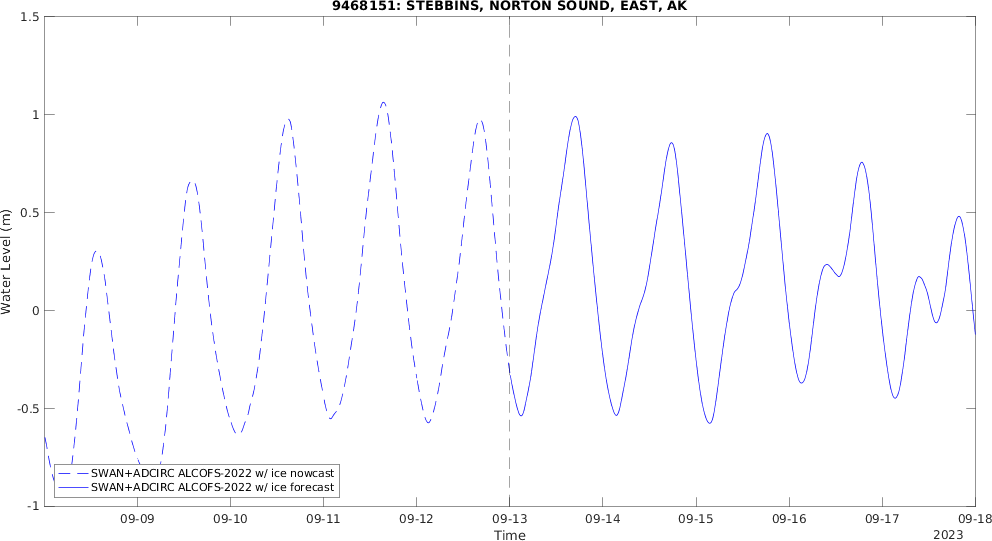 9468151: STEBBINS, NORTON SOUND, EAST, AK
Water Level (m)
1.5
1
0.5
0
-0.5
-1
SWAN+ADCIRC ALCOFS-2022 w/ ice nowcast
SWAN+ADCIRC ALCOFS-2022 w/ ice forecast
09-09 09-10 09-11 09-12 09-13 09-14 09-15 09-16 09-17 09-18
Time
2023